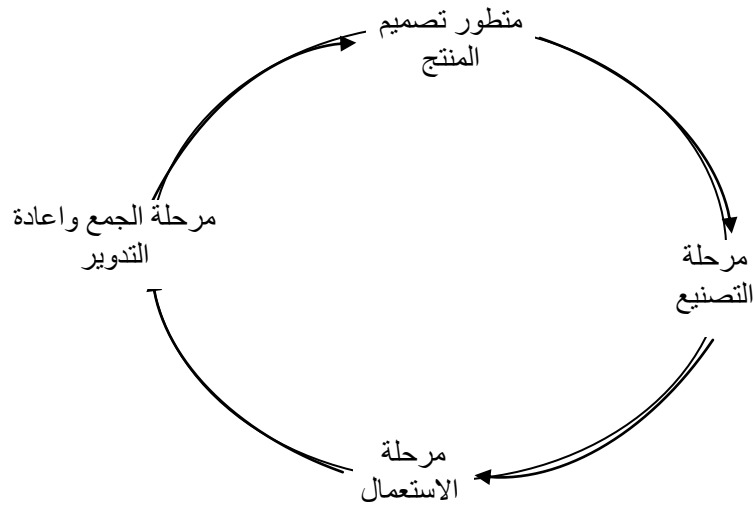 متطور تصميم
المنتج
مرحلة
التصنيع
مرحلة
الاستعمال
مرحلة الجمع واعادة
التدوير